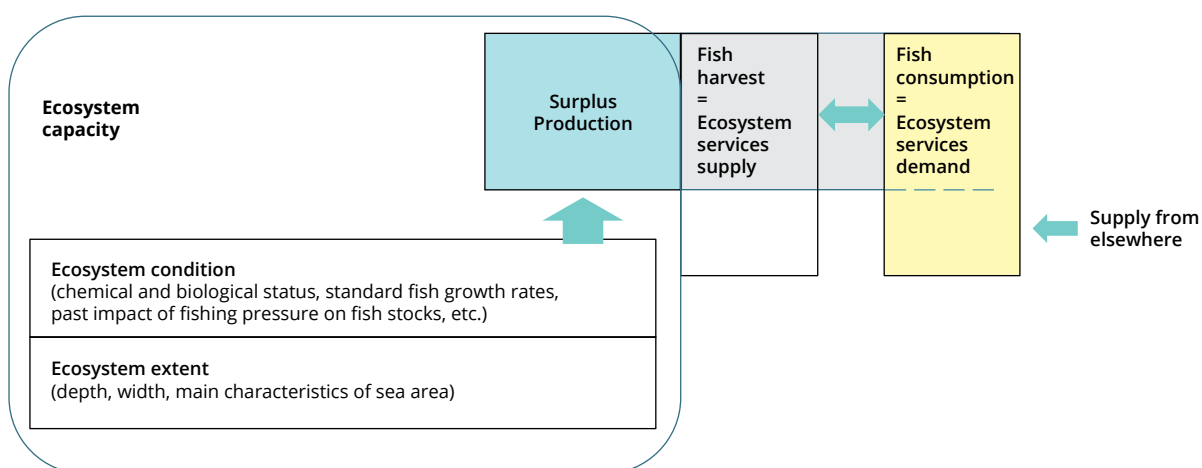 Ecosystem
capacity
Surplus
Production
Fish
harvest
=
Ecosystem
services
supply
Fish
consumption
=
Ecosystem
services
demand
Supply from
elsewhere
Ecosystem condition
(chemical and biological status, standard fish growth rates,
past impact of fishing pressure on fish stocks, etc.)
Ecosystem extent
(depth, width, main characteristics of sea area)